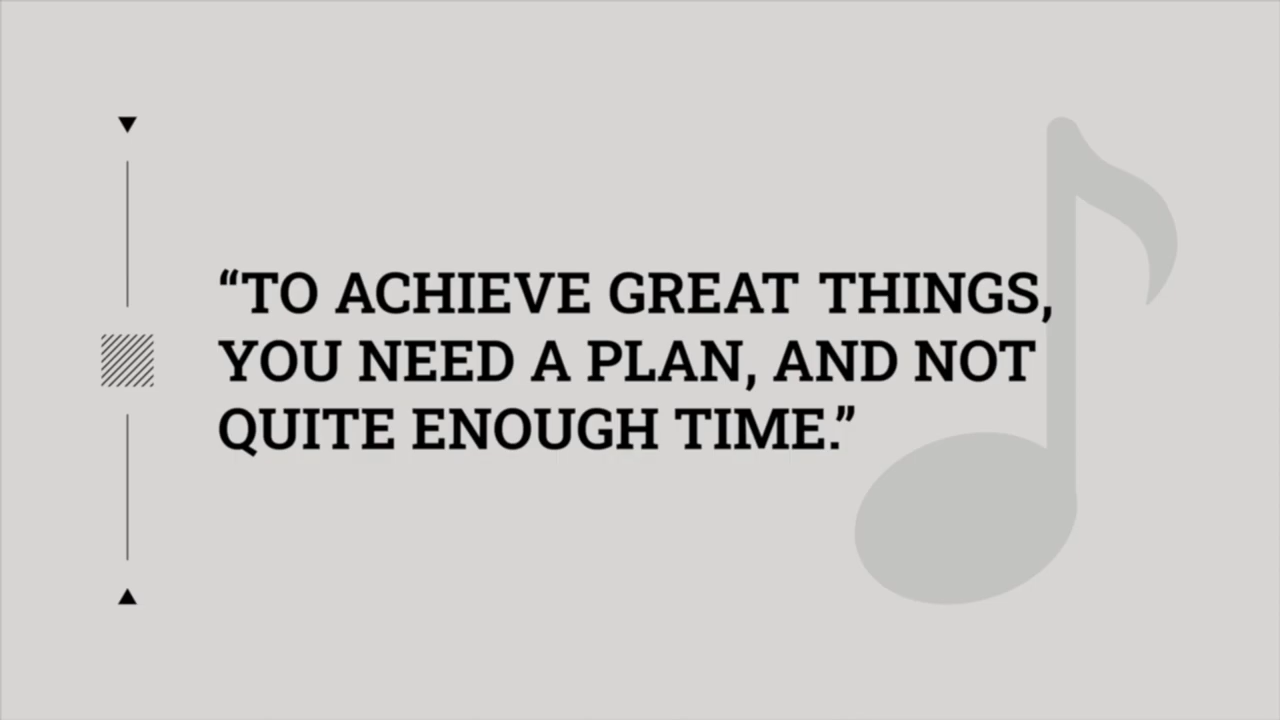 “TO ACHIEVE GREAT THINGS,
YOU NEED A PLAN, AND NOT
QUITE ENOUGH TIME.”